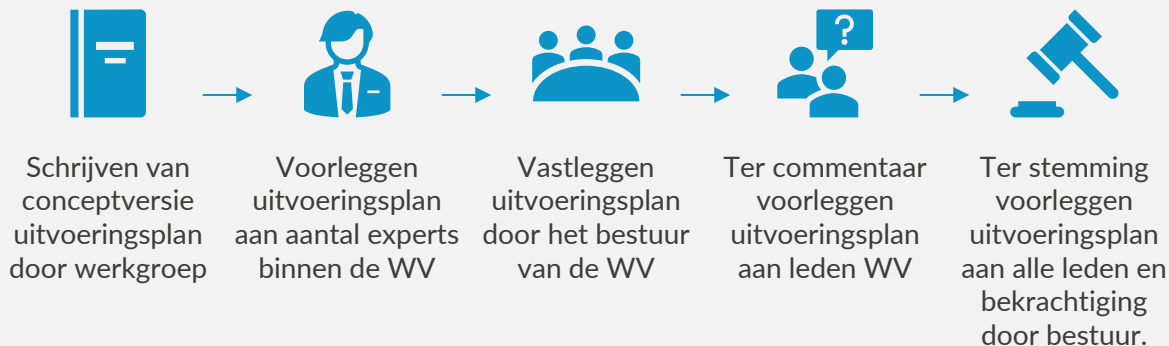 ?
Schrijven van
conceptversie
uitvoeringsplan
door werkgroep
Voorleggen
uitvoeringsplan
aan aantal experts
binnen de WV
Vastleggen
uitvoeringsplan
door het bestuur
van de WV
Ter commentaar
voorleggen
uitvoeringsplan
aan leden WV
Ter stemming
voorleggen
uitvoeringsplan
aan alle leden en
bekrachtiging
door bestuur.